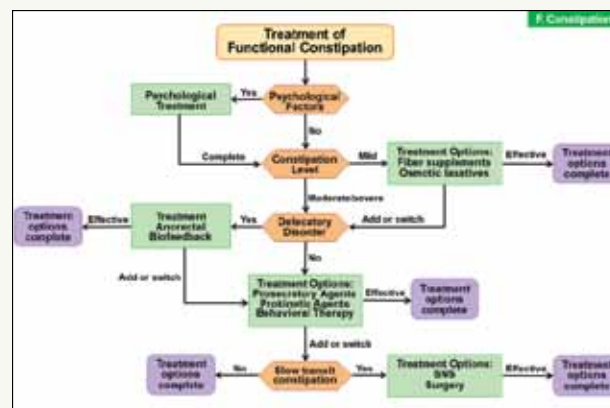 F. Constipation
Treatment of
Functional Constipation
Psychological
Treatment
Yes
Psychological
Factors
No
Complete
Constipation
Level
Mild
Treatment Options:
Fiber supplements
Osmotic laxatives
Effective
Treatment
options
complete
Moderate/severe
Add or switch
Treatment
options
complete
Effective
Treatment
Anorectal
Biofeedback
Yes
Defecatory
Disorder
No
Add or switch
Treatment Options:
Prosecretory Agents
Prokinetic Agents
Behavioral Therapy
Effective
Treatment
options
complete
Add or switch
Treatment
options
complete
No
Slow transit
constipation
Yes
Treatment Options:
SNS
Surgery
Effective
Treatment
options
complete